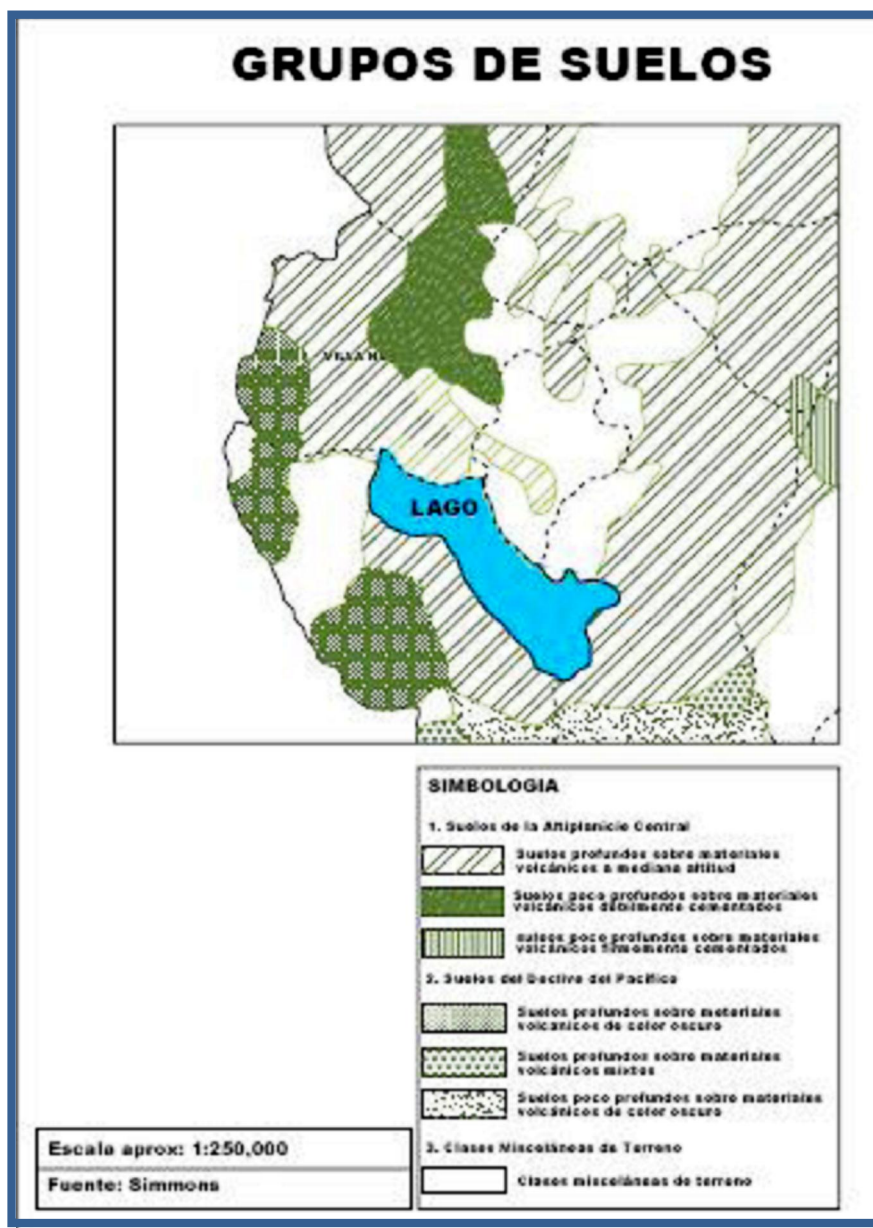 GRUPOS DE SUELOS
VILLA
LAGO
SIMBOLOGIA
1. Suelos de la Altiplanicie Central
Suelos profundos sobre materiales
volcánicos a mediana altitud
Suelos poco profundos sobre materiales
volcánicos débilmente cementados
suleos poco profundos sobre materiales
volcánicos firmomente cementados
2. Suelos del Declive del Pacífico
Suelos profundos sobre materiales
volcánicos de color oscuro
Suelos profundos sobre materiales
volcánicos mixtos
Suelos poco profundos sobre materiales
volcánicos de color oscuro
3. Clases Misceláneas de Terreno
Clases misceláneas de terreno
Escala aprox: 1:250,000
Fuente: Simmons